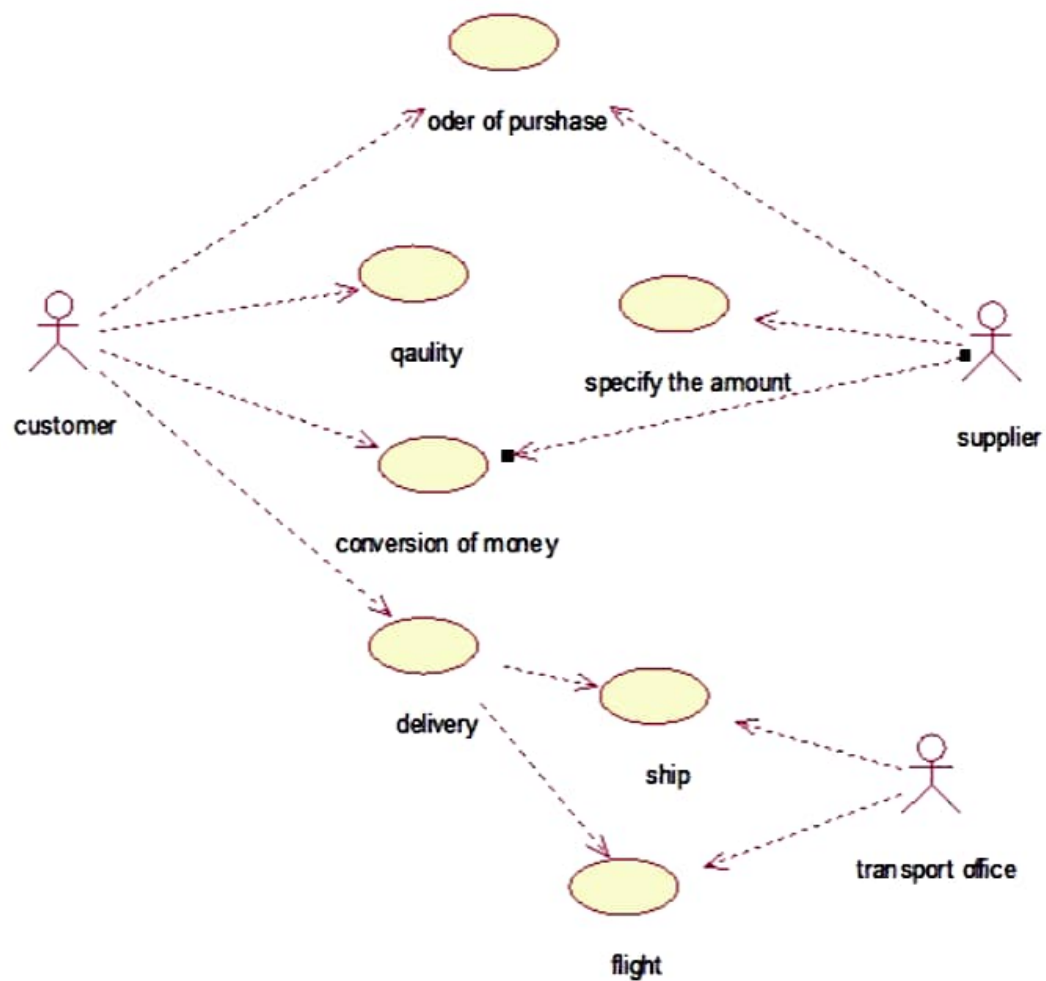 oder of purshase
qaulity
specify the amount
customer
supplier
conversion of money
delivery
ship
transport office
flight